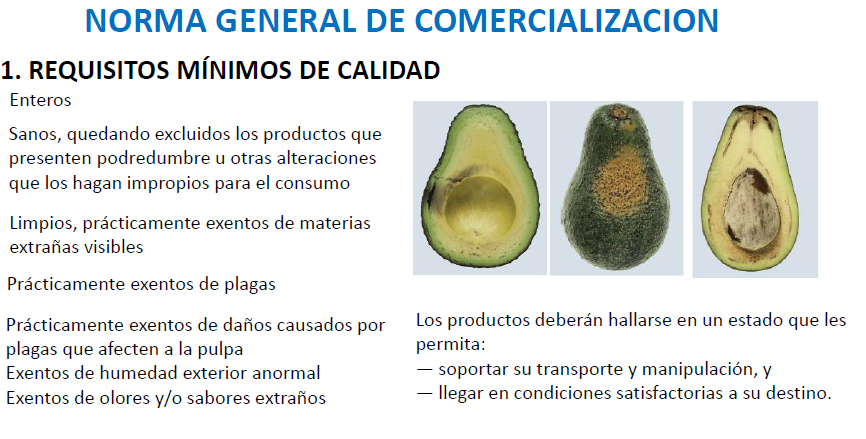 NORMA GENERAL DE COMERCIALIZACION
1. REQUISITOS MÍNIMOS DE CALIDAD
Enteros
Sanos, quedando excluidos los productos que
presenten podredumbre u otras alteraciones
que los hagan impropios para el consumo
Limpios, prácticamente exentos de materias
extrañas visibles
Prácticamente exentos de plagas
Prácticamente exentos de daños causados por
plagas que afecten a la pulpa
Exentos de humedad exterior anormal
Exentos de olores y/o sabores extraños
Los productos deberán hallarse en un estado que les
permita:
— soportar su transporte y manipulación, y
— llegar en condiciones satisfactorias a su destino.